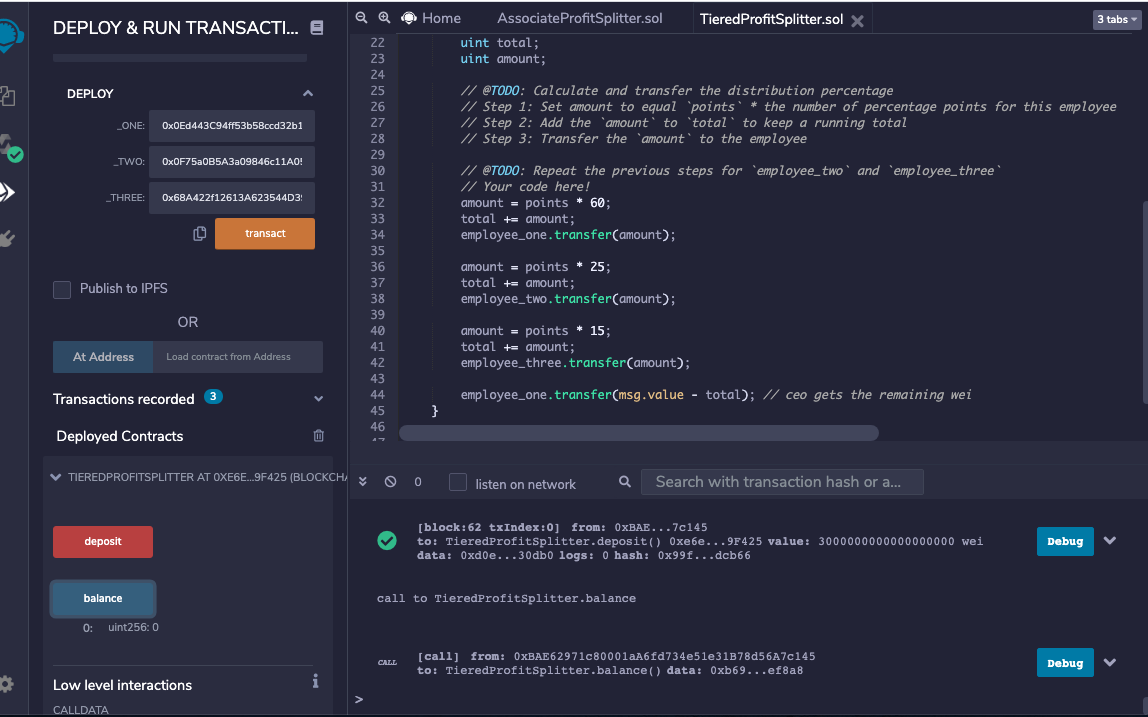 DEPLOY & RUN TRANSACTI...
DEPLOY
_ONE: 0x0Ed443C94ff53b58ccd32b1
_TWO: 0x0F75a0B5A3a09846c11A05
_THREE: 0x68A422f12613A623544D39
transact
Publish to IPFS
OR
At Address Load contract from Address
Transactions recorded 3
Deployed Contracts
TIEREDPROFITSPLITTER AT 0XE6E...9F425 (BLOCKCHA
deposit
balance
0: uint256: 0
Low level interactions i
CALLDATA
Home AssociateProfitSplitter.sol TieredProfitSplitter.sol 3 tabs
22 uint total;
23 uint amount;
24
25 // @TODO: Calculate and transfer the distribution percentage
26 // Step 1: Set amount to equal `points` * the number of percentage points for this employee
27 // Step 2: Add the `amount` to `total` to keep a running total
28 // Step 3: Transfer the `amount` to the employee
29
30 // @TODO: Repeat the previous steps for `employee_two` and `employee_three`
31 // Your code here!
32 amount = points * 60;
33 total += amount;
34 employee_one.transfer(amount);
35
36 amount = points * 25;
37 total += amount;
38 employee_two.transfer(amount);
39
40 amount = points * 15;
41 total += amount;
42 employee_three.transfer(amount);
43
44 employee_one.transfer(msg.value - total); // ceo gets the remaining wei
45 }
46
0 listen on network Search with transaction hash or a...
[block:62 txIndex:0] from: 0xBAE...7c145
to: TieredProfitSplitter.deposit() 0xe6e...9F425 value: 3000000000000000000 wei
data: 0xd0e...30db0 logs: 0 hash: 0x99f...dcb66
Debug
call to TieredProfitSplitter.balance
CALL [call] from: 0xBAE62971c80001aA6fd734e51e31B78d56A7c145
to: TieredProfitSplitter.balance() data: 0xb69...ef8a8
Debug
>